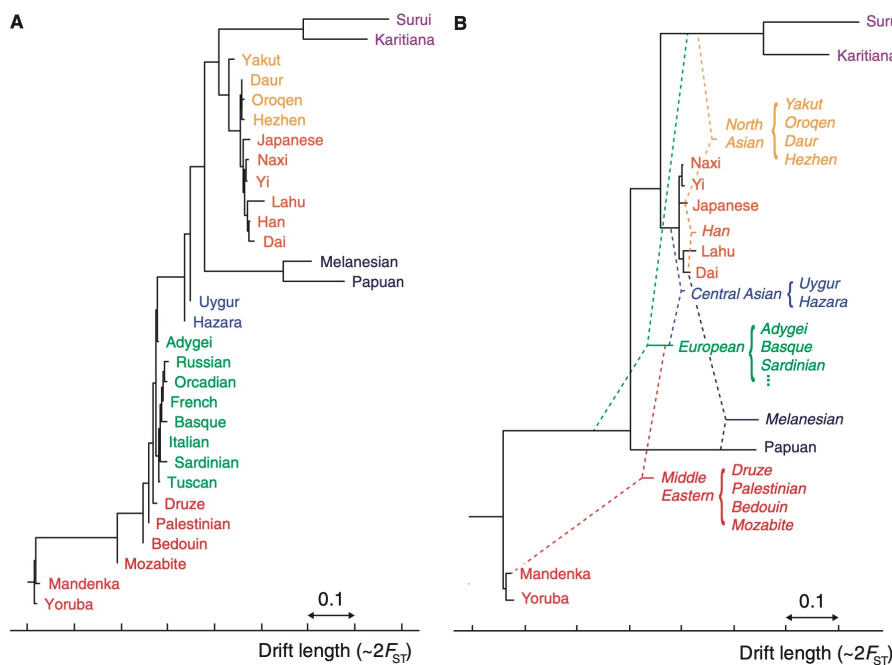 A
Surui
Karitiana
Yakut
Daur
Oroqen
Hezhen
Japanese
Naxi
Yi
Lahu
Han
Dai
Melanesian
Papuan
Uygur
Hazara
Adygei
Russian
Orcadian
French
Basque
Italian
Sardinian
Tuscan
Druze
Palestinian
Bedouin
Mozabite
Mandenka
Yoruba
0.1
Drift length (~2FST)
B
Suru
Karitiana
North
Asian
Yakut
Oroqen
Daur
Hezhen
Naxi
Yi
Japanese
Han
Lahu
Dai
Central Asian
Uygur
Hazara
European
Adygei
Basque
Sardinian
Melanesian
Papuan
Middle
Eastern
Druze
Palestinian
Bedouin
Mozabite
Mandenka
Yoruba
0.1
Drift length (~2FST)